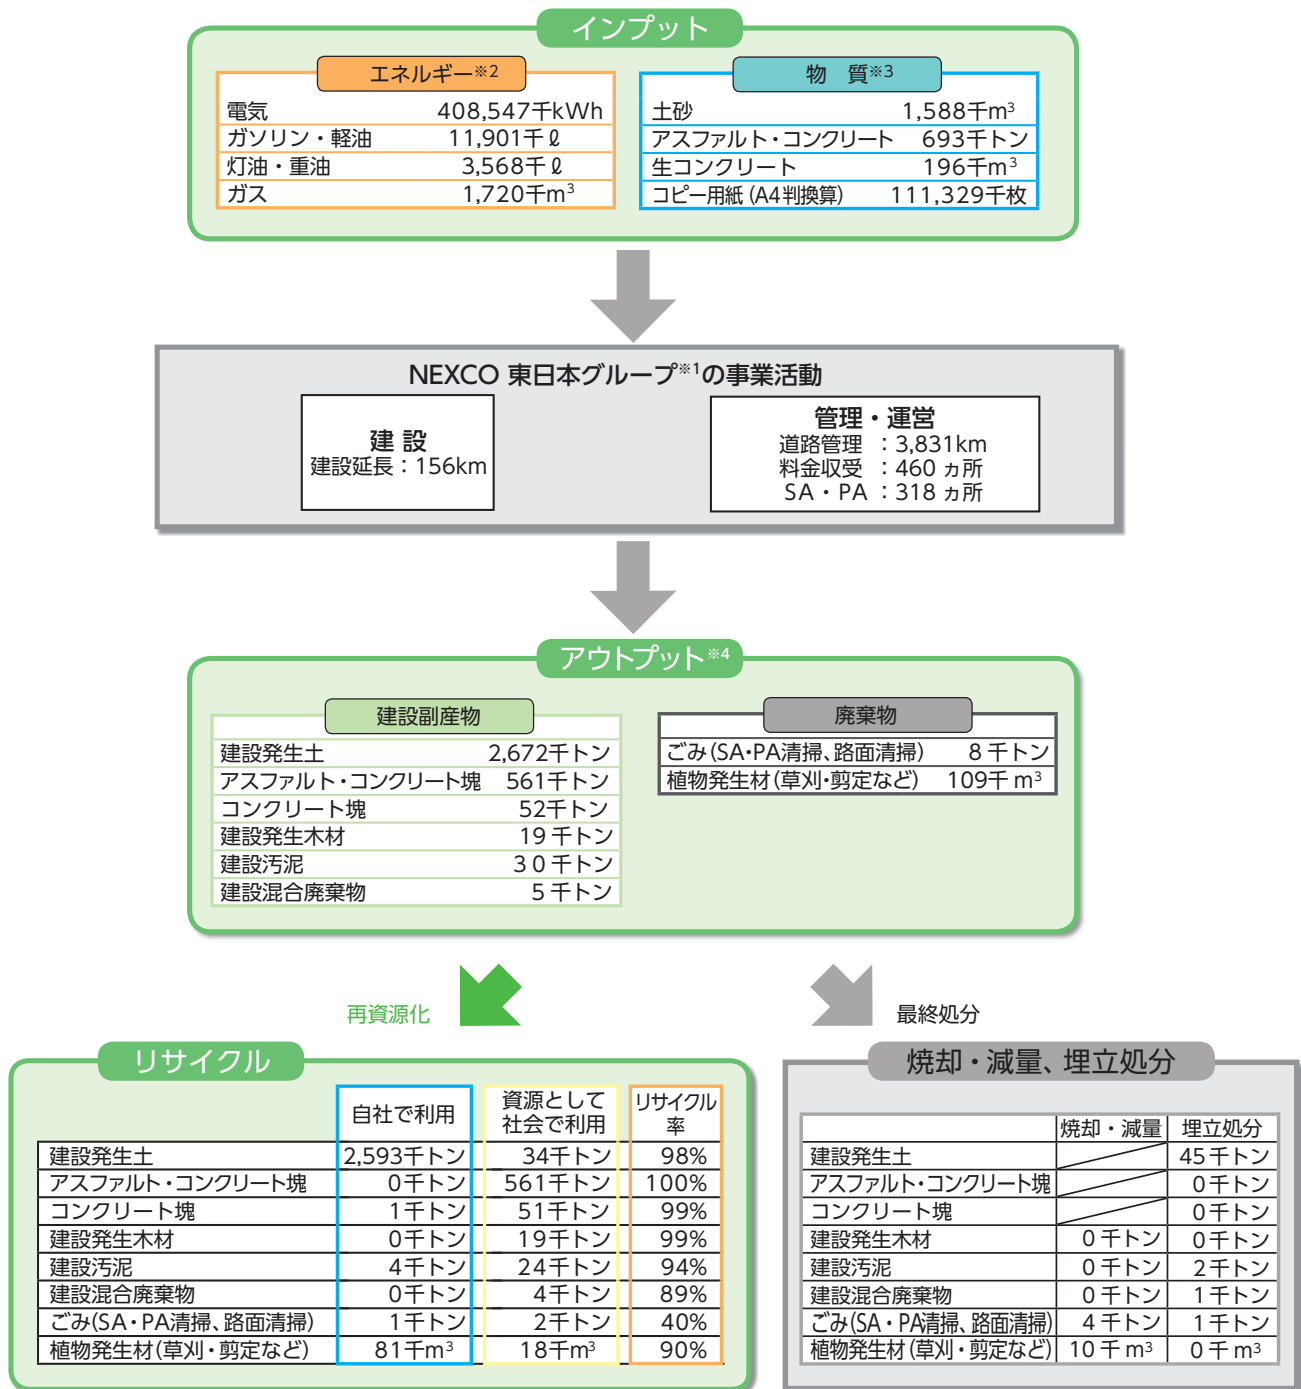 インプット
エネルギー※2
電気 408,547千kWh
ガソリン・軽油 11,901千ℓ
灯油・重油 3,568千ℓ
ガス 1,720千m³
物 質※3
土砂 1,588千m³
アスファルト・コンクリート 693千トン
生コンクリート 196千m³
コピー用紙(A4判換算) 111,329千枚
NEXCO 東日本グループ※1の事業活動
建 設
建設延長：156km
管理・運営
道路管理 ：3,831km
料金収受 ：460 ヵ所
SA・PA ：318 ヵ所
アウトプット※4
建設副産物
建設発生土 2,672千トン
アスファルト・コンクリート塊 561千トン
コンクリート塊 52千トン
建設発生木材 19千トン
建設汚泥 30千トン
建設混合廃棄物 5千トン
廃棄物
ごみ(SA・PA清掃、路面清掃) 8千トン
植物発生材(草刈・剪定など) 109千m³
再資源化
最終処分
リサイクル
自社で利用 資源として社会で利用 リサイクル率
建設発生土 2,593千トン 34千トン 98%
アスファルト・コンクリート塊 0千トン 561千トン 100%
コンクリート塊 1千トン 51千トン 99%
建設発生木材 0千トン 19千トン 99%
建設汚泥 4千トン 24千トン 94%
建設混合廃棄物 0千トン 4千トン 89%
ごみ(SA・PA清掃、路面清掃) 1千トン 2千トン 40%
植物発生材(草刈・剪定など) 81千m³ 18千m³ 90%
焼却・減量、埋立処分
焼却・減量 埋立処分
建設発生土 45千トン
アスファルト・コンクリート塊 0千トン
コンクリート塊 0千トン
建設発生木材 0千トン 0千トン
建設汚泥 0千トン 2千トン
建設混合廃棄物 0千トン 1千トン
ごみ(SA・PA清掃、路面清掃) 4千トン 1千トン
植物発生材(草刈・剪定など) 10千m³ 0千m³